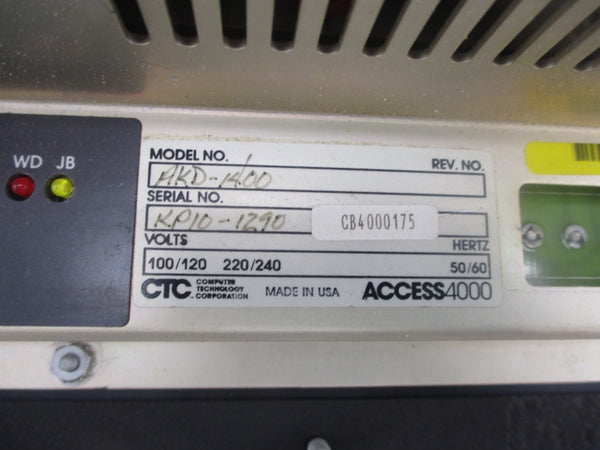 WD JB
MODEL NO. REV. NO.
AKD-1400
SERIAL NO.
KP10-1290 CB4000175
VOLTS HERTZ
100/120 220/240 50/60
CTC COMPUTER TECHNOLOGY CORPORATION MADE IN USA ACCESS4000